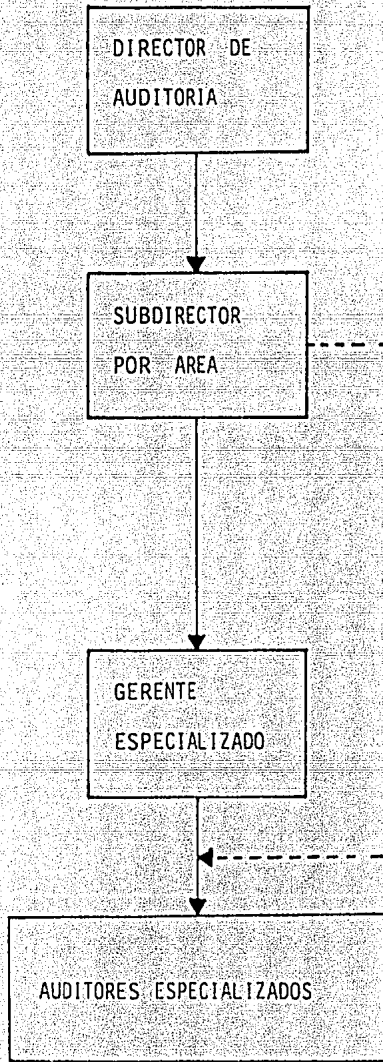 DIRECTOR DE
AUDITORIA
SUBDIRECTOR
POR AREA
GERENTE
ESPECIALIZADO
AUDITORES ESPECIALIZADOS